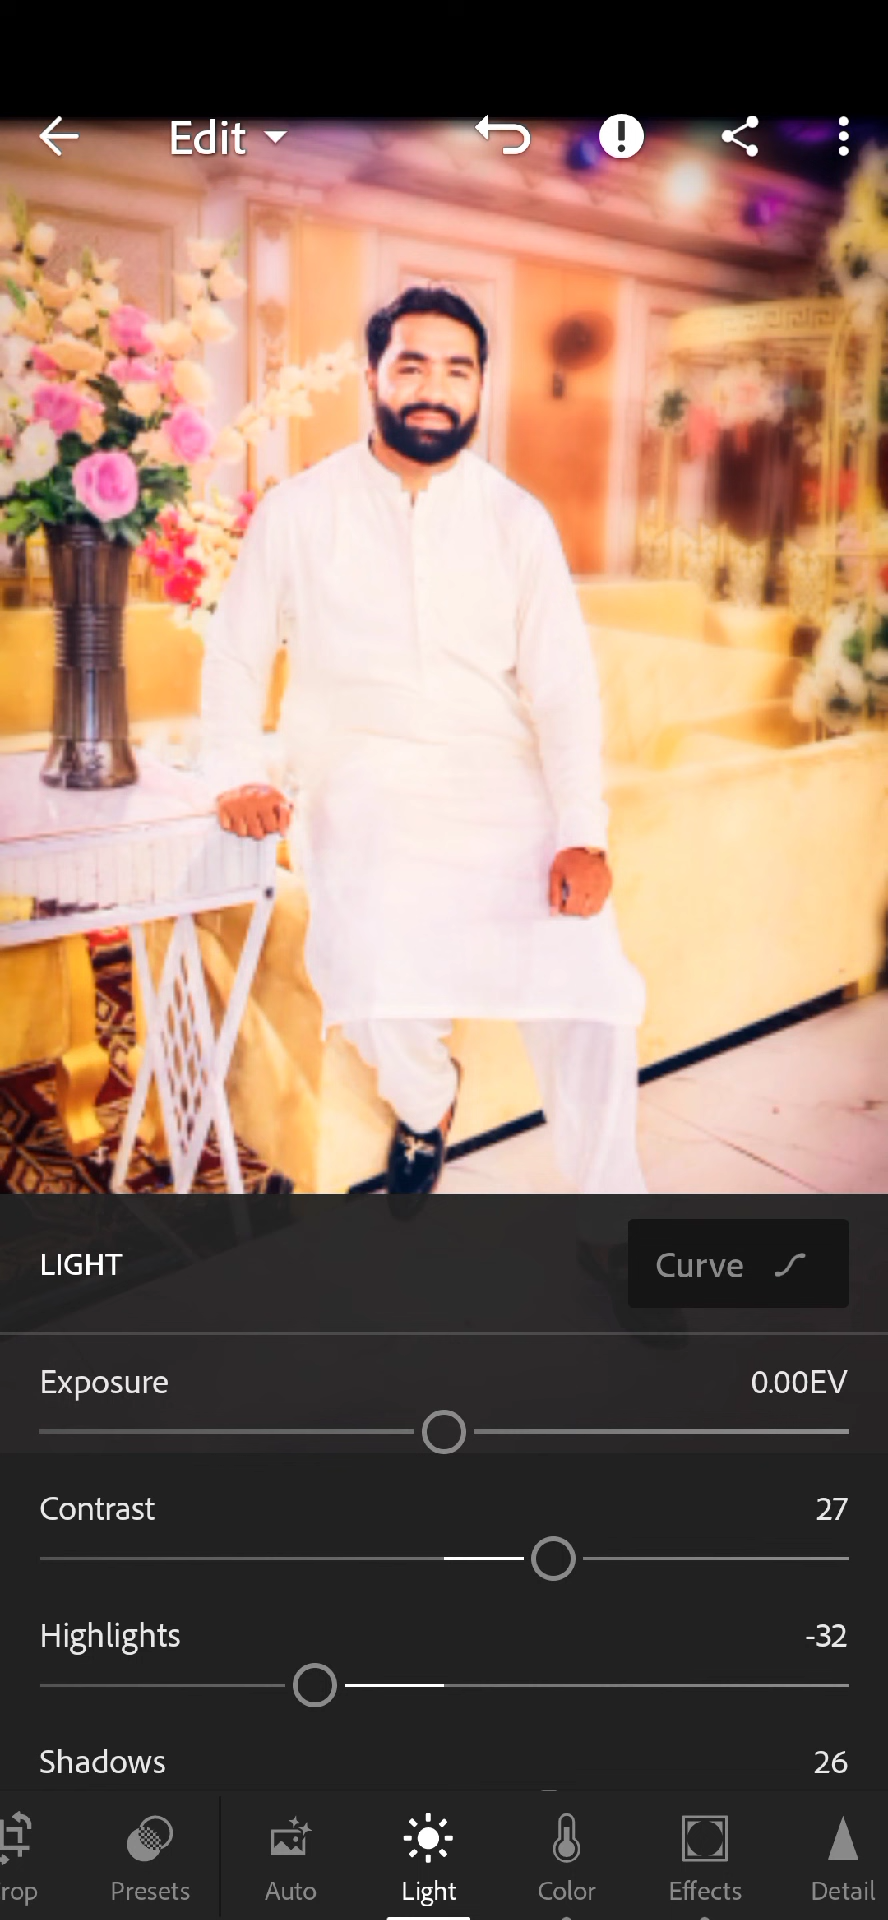 Edit
LIGHT
Curve
Exposure 0.00EV
Contrast 27
Highlights -32
Shadows 26
rop Presets Auto Light Color Effects Detail